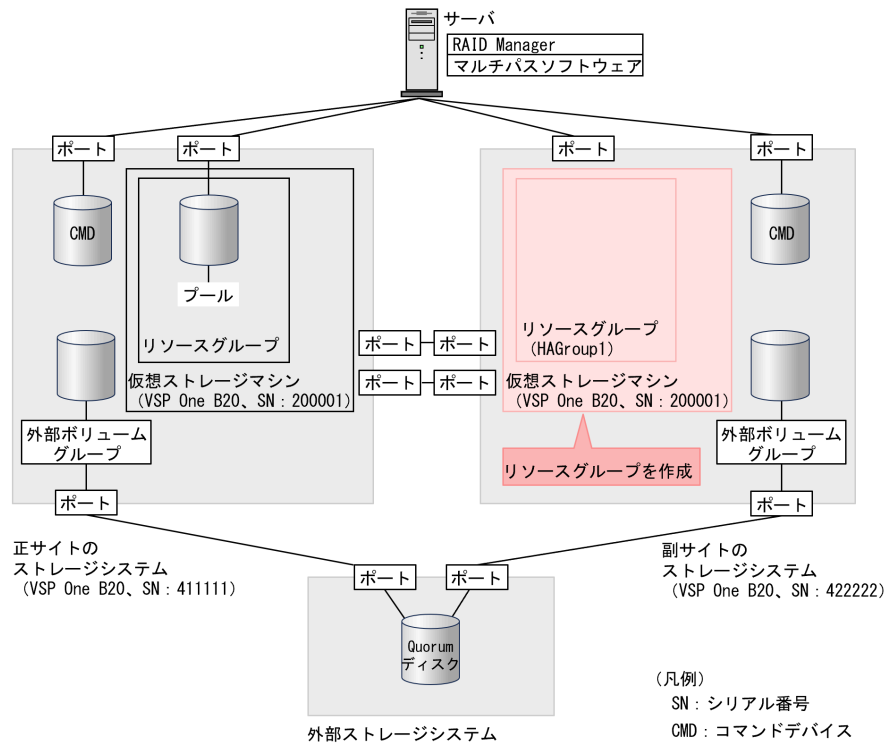 サーバ
RAID Manager
マルチパスソフトウェア
ポート
ポート
ポート
ポート
CMD
プール
リソースグループ
仮想ストレージマシン
（VSP One B20、SN：200001）
外部ボリューム
グループ
ポート
ポート
ポート
ポート
ポート
CMD
リソースグループ
（HAGroup1）
仮想ストレージマシン
（VSP One B20、SN：200001）
リソースグループを作成
外部ボリューム
グループ
ポート
ポート
正サイトの
ストレージシステム
（VSP One B20、SN：411111）
副サイトの
ストレージシステム
（VSP One B20、SN：422222）
ポート
ポート
Quorum
ディスク
外部ストレージシステム
（凡例）
SN：シリアル番号
CMD：コマンドデバイス